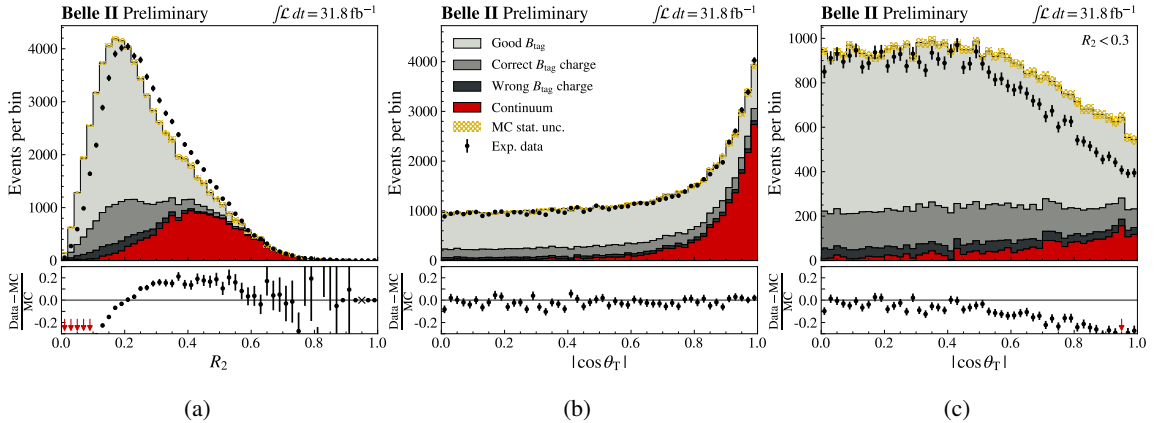 Belle II Preliminary ∫ℒ dt = 31.8 fb⁻¹
Events per bin
4000
3000
2000
1000
0
Data − MC
MC
0.2
0.0
-0.2
0.0 0.2 0.4 0.6 0.8 1.0
R₂
(a)
Belle II Preliminary ∫ℒ dt = 31.8 fb⁻¹
Events per bin
4000
3000
2000
1000
0
Good B_tag
Correct B_tag charge
Wrong B_tag charge
Continuum
MC stat. unc.
Exp. data
Data − MC
MC
0.2
0.0
-0.2
0.0 0.2 0.4 0.6 0.8 1.0
|cos θ_T|
(b)
Belle II Preliminary ∫ℒ dt = 31.8 fb⁻¹
R₂ < 0.3
Events per bin
1000
800
600
400
200
0
Data − MC
MC
0.2
0.0
-0.2
0.0 0.2 0.4 0.6 0.8 1.0
|cos θ_T|
(c)